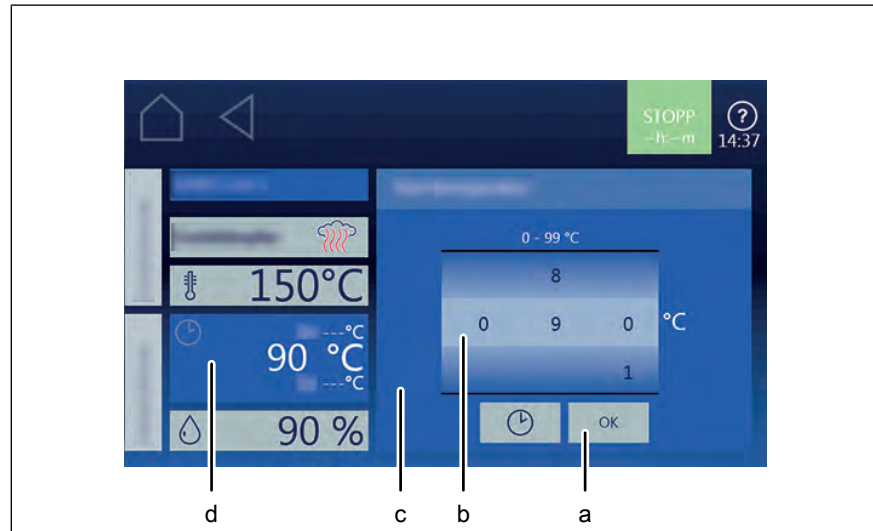 STOPP
--h:--m
?
14:37
150°C
---°C
90 °C
---°C
90 %
0 - 99 °C
8
0 9 0 °C
1
OK
d c b a